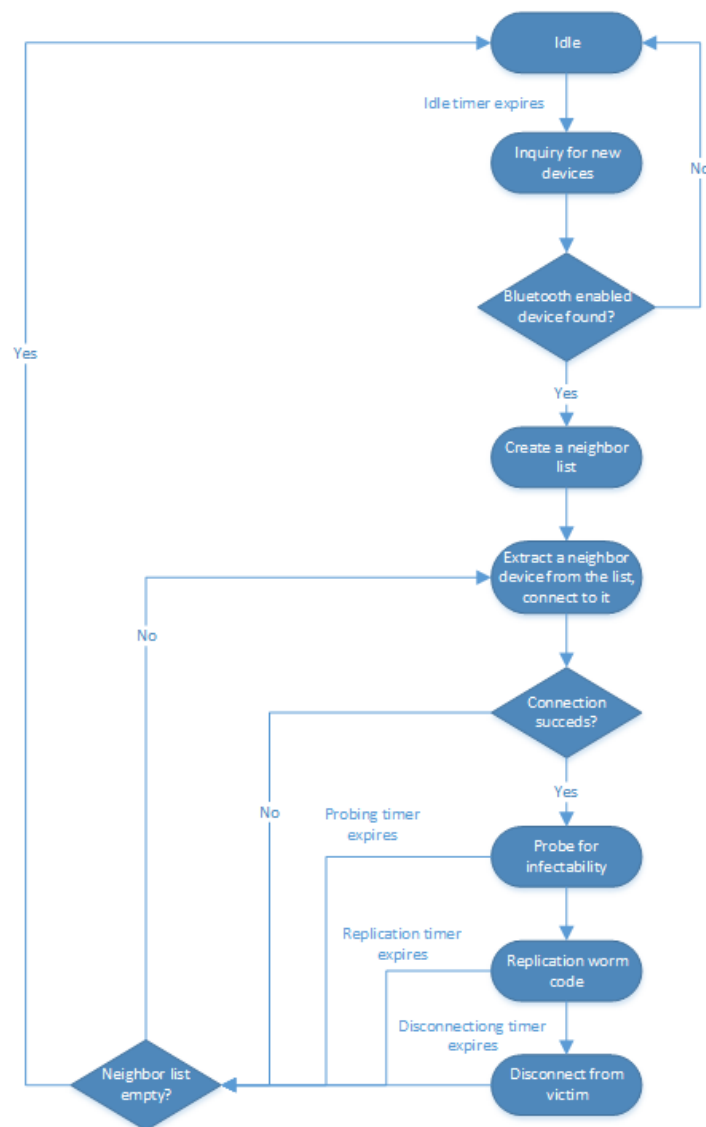 Idle
Idle timer expires
Inquiry for new
devices
No
Bluetooth enabled
device found?
Yes
Yes
Create a neighbor
list
Extract a neighbor
device from the list,
connect to it
No
Connection
succeds?
Yes
No
Probing timer
expires
Probe for
infectability
Replication timer
expires
Replication worm
code
Disconnectiong timer
expires
Neighbor list
empty?
Disconnect from
victim